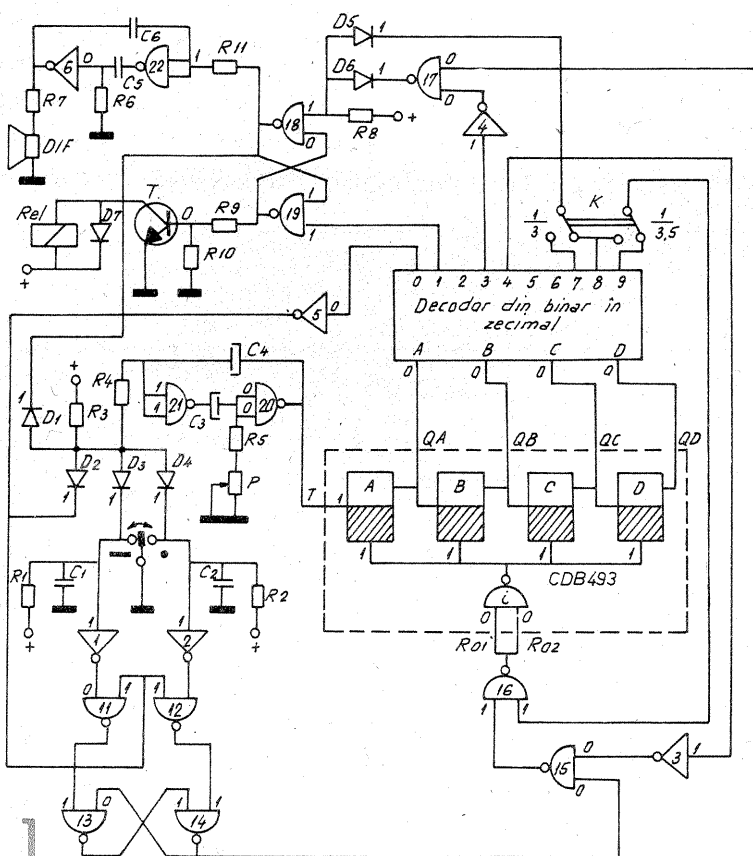 C6 D5 1
6 0 C5 22 1 R11 D6 1 17 0
R7 R6 18 1 0 R8 + 4 1
DIF
Rel D7 T 0 R9 19 1 1 K 1/3 1/3,5
+ R10
5 0 0 1 2 3 4 5 6 7 8 9
Decodor din binar în
zecimal
A B C D
0 0 0 0
C4
+ R4 1 1 21 C3 0 0 20
1 D1 R3 R5 QA QB QC QD
D2 D3 D4 P T 1 A B C D
1 1 1
1 1 1 1
R1 C1 C2 R2 CDB493
i
0 0
+ 1 1 2 1 + R01 R02
0 11 1 1 12 16
1 1
0 3 1
15 0
1 0 1 1
13 14